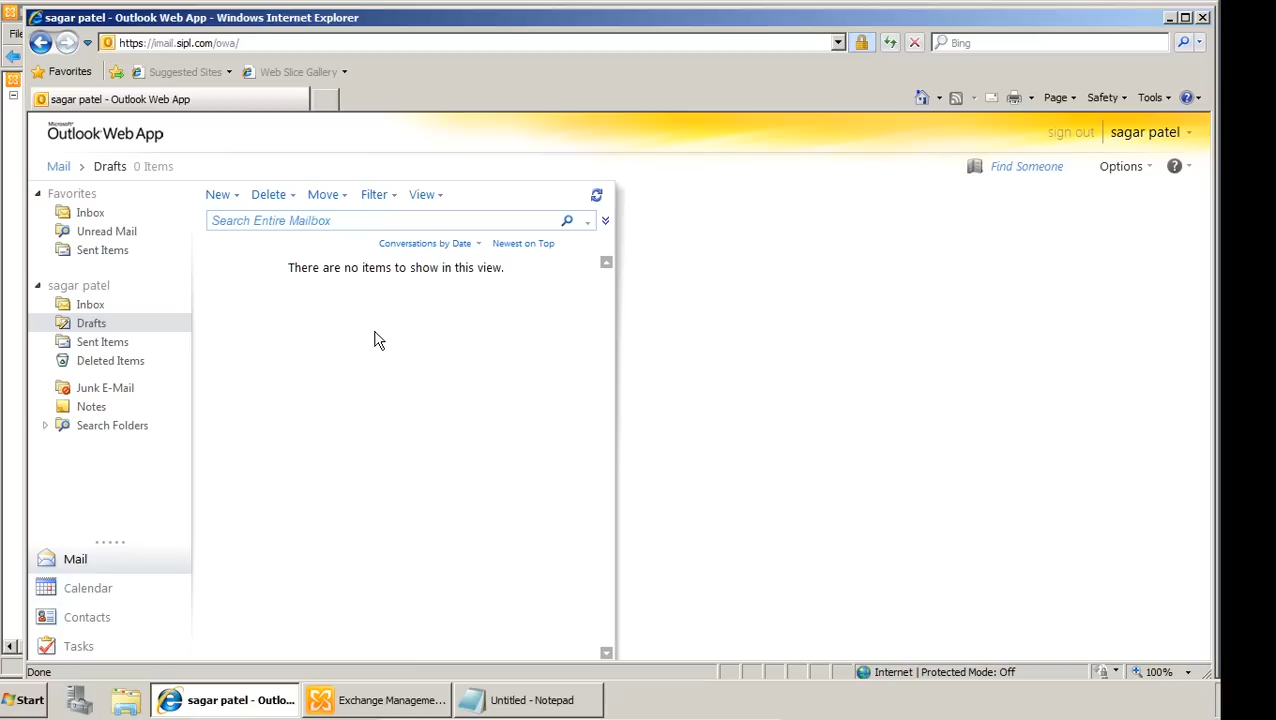 sagar patel - Outlook Web App - Windows Internet Explorer
File
https://imail.sipl.com/owa/
Bing
Favorites
Suggested Sites
Web Slice Gallery
sagar patel - Outlook Web App
Page
Safety
Tools
Microsoft®
Outlook Web App
sign out
sagar patel
Mail > Drafts 0 Items
Find Someone
Options
Favorites
Inbox
Unread Mail
Sent Items
sagar patel
Inbox
Drafts
Sent Items
Deleted Items
Junk E-Mail
Notes
Search Folders
Mail
Calendar
Contacts
Tasks
New
Delete
Move
Filter
View
Search Entire Mailbox
Conversations by Date
Newest on Top
There are no items to show in this view.
Done
Internet | Protected Mode: Off
100%
Start
sagar patel - Outlo...
Exchange Manageme...
Untitled - Notepad